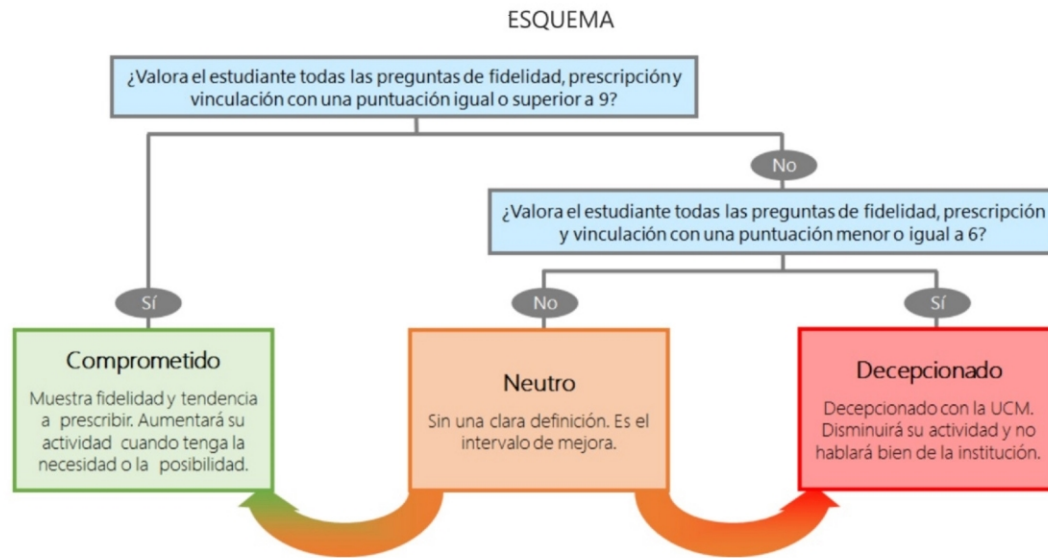 ESQUEMA
¿Valora el estudiante todas las preguntas de fidelidad, prescripción y
vinculación con una puntuación igual o superior a 9?
No
¿Valora el estudiante todas las preguntas de fidelidad, prescripción
y vinculación con una puntuación menor o igual a 6?
Sí
No
Sí
Comprometido
Muestra fidelidad y tendencia
a prescribir. Aumentará su
actividad cuando tenga la
necesidad o la posibilidad.
Neutro
Sin una clara definición. Es el
intervalo de mejora.
Decepcionado
Decepcionado con la UCM.
Disminuirá su actividad y no
hablará bien de la institución.